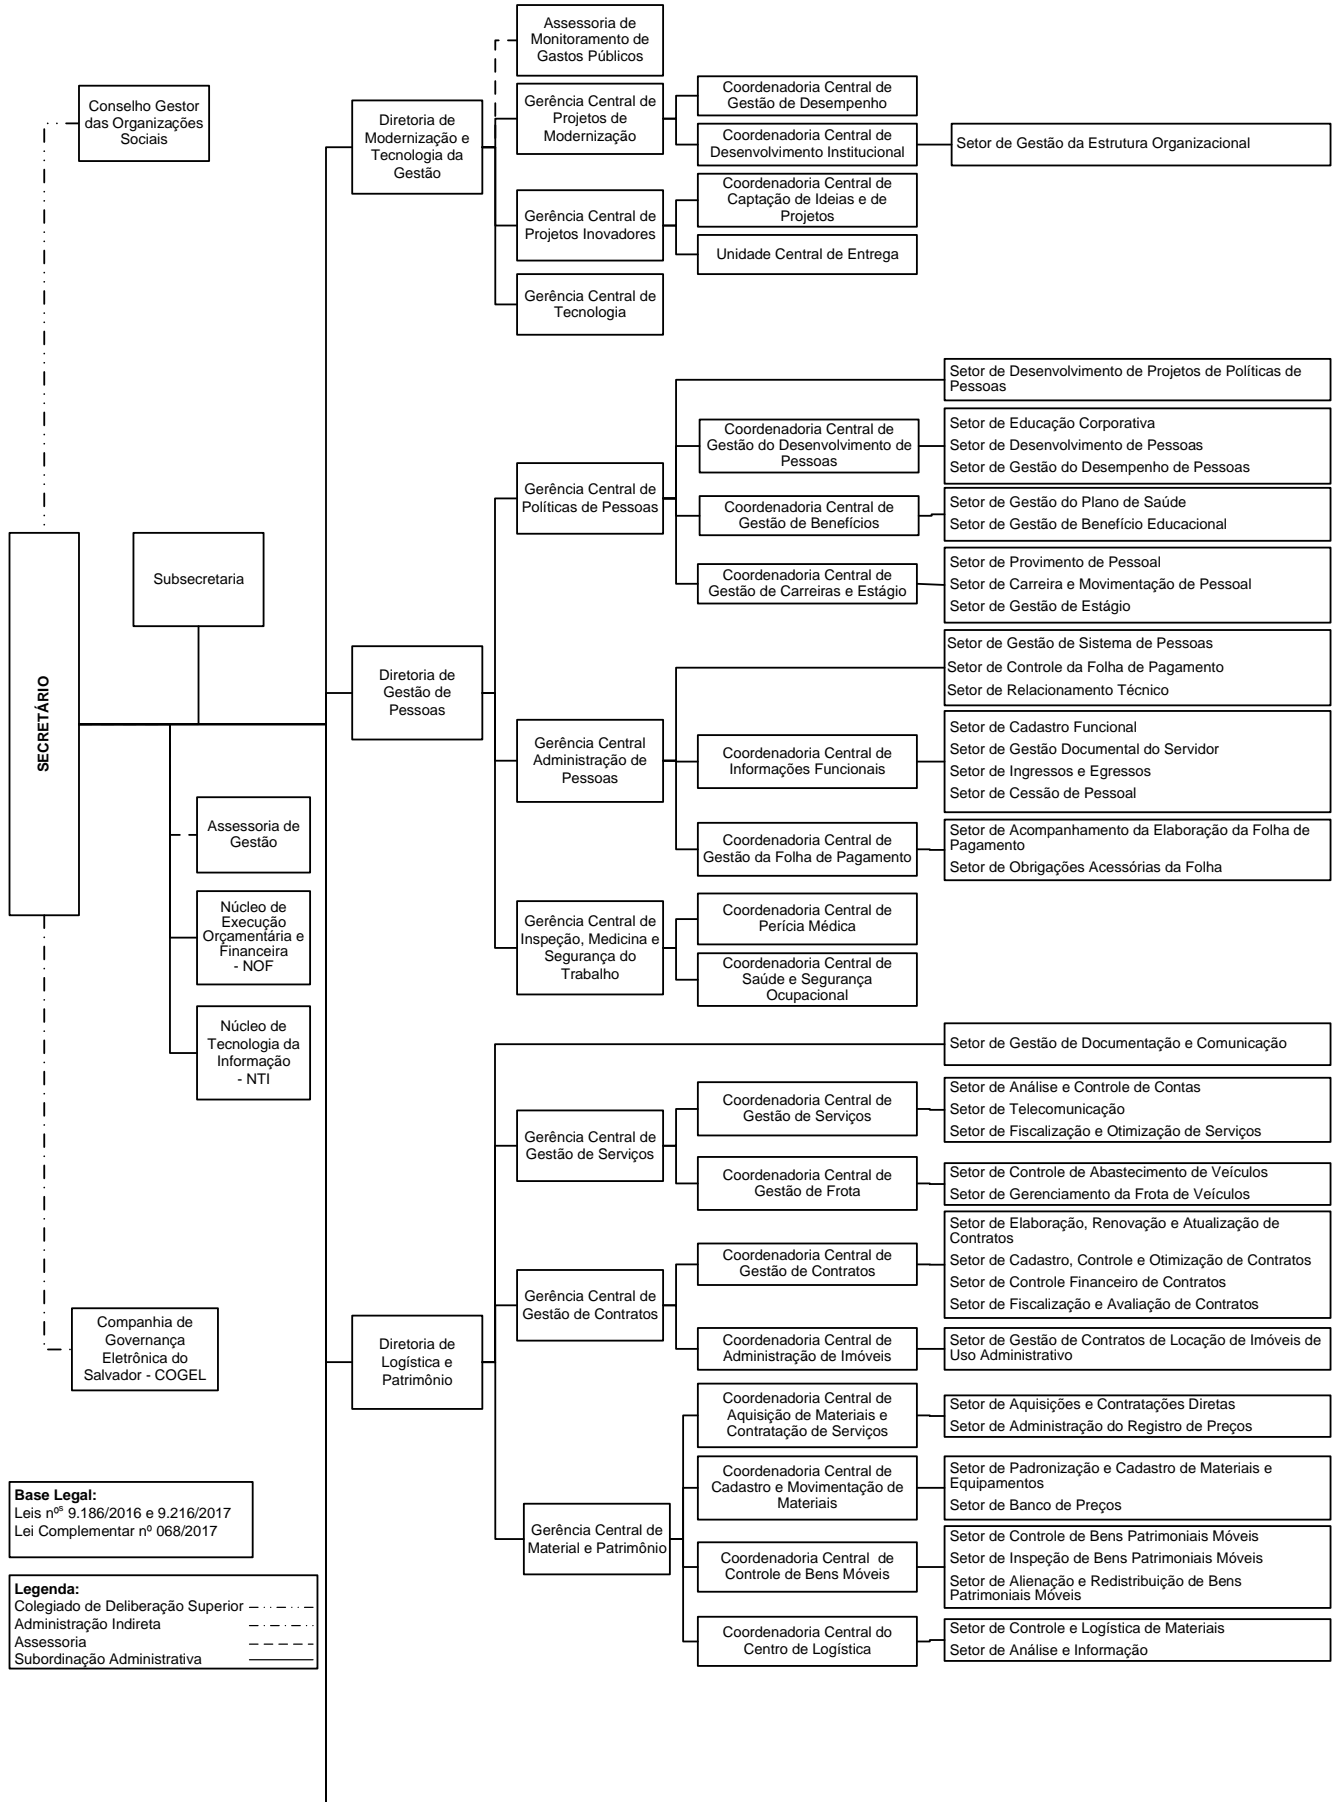 Assessoria de
Monitoramento de
Gastos Públicos
Conselho Gestor
das Organizações
Sociais
Diretoria de
Modernização e
Tecnologia da
Gestão
Gerência Central de
Projetos de
Modernização
Coordenadoria Central de
Gestão de Desempenho
Coordenadoria Central de
Desenvolvimento Institucional
Setor de Gestão da Estrutura Organizacional
Gerência Central de
Projetos Inovadores
Coordenadoria Central de
Captação de Ideias e de
Projetos
Unidade Central de Entrega
Gerência Central de
Tecnologia
Setor de Desenvolvimento de Projetos de Políticas de
Pessoas
Gerência Central de
Políticas de Pessoas
Coordenadoria Central de
Gestão do Desenvolvimento de
Pessoas
Setor de Educação Corporativa
Setor de Desenvolvimento de Pessoas
Setor de Gestão do Desempenho de Pessoas
Coordenadoria Central de
Gestão de Benefícios
Setor de Gestão do Plano de Saúde
Setor de Gestão de Benefício Educacional
Coordenadoria Central de
Gestão de Carreiras e Estágio
Setor de Provimento de Pessoal
Setor de Carreira e Movimentação de Pessoal
Setor de Gestão de Estágio
SECRETÁRIO
Subsecretaria
Diretoria de
Gestão de
Pessoas
Setor de Gestão de Sistema de Pessoas
Setor de Controle da Folha de Pagamento
Setor de Relacionamento Técnico
Gerência Central
Administração de
Pessoas
Coordenadoria Central de
Informações Funcionais
Setor de Cadastro Funcional
Setor de Gestão Documental do Servidor
Setor de Ingressos e Egressos
Setor de Cessão de Pessoal
Coordenadoria Central de
Gestão da Folha de Pagamento
Setor de Acompanhamento da Elaboração da Folha de
Pagamento
Setor de Obrigações Acessórias da Folha
Assessoria de
Gestão
Núcleo de
Execução
Orçamentária e
Financeira
- NOF
Núcleo de
Tecnologia da
Informação
- NTI
Gerência Central de
Inspeção, Medicina e
Segurança do
Trabalho
Coordenadoria Central de
Perícia Médica
Coordenadoria Central de
Saúde e Segurança
Ocupacional
Setor de Gestão de Documentação e Comunicação
Gerência Central de
Gestão de Serviços
Coordenadoria Central de
Gestão de Serviços
Setor de Análise e Controle de Contas
Setor de Telecomunicação
Setor de Fiscalização e Otimização de Serviços
Coordenadoria Central de
Gestão de Frota
Setor de Controle de Abastecimento de Veículos
Setor de Gerenciamento da Frota de Veículos
Companhia de
Governança
Eletrônica do
Salvador - COGEL
Diretoria de
Logística e
Patrimônio
Gerência Central de
Gestão de Contratos
Coordenadoria Central de
Gestão de Contratos
Setor de Elaboração, Renovação e Atualização de
Contratos
Setor de Cadastro, Controle e Otimização de Contratos
Setor de Controle Financeiro de Contratos
Setor de Fiscalização e Avaliação de Contratos
Coordenadoria Central de
Administração de Imóveis
Setor de Gestão de Contratos de Locação de Imóveis de
Uso Administrativo
Gerência Central de
Material e Patrimônio
Coordenadoria Central de
Aquisição de Materiais e
Contratação de Serviços
Setor de Aquisições e Contratações Diretas
Setor de Administração do Registro de Preços
Coordenadoria Central de
Cadastro e Movimentação de
Materiais
Setor de Padronização e Cadastro de Materiais e
Equipamentos
Setor de Banco de Preços
Coordenadoria Central de
Controle de Bens Móveis
Setor de Controle de Bens Patrimoniais Móveis
Setor de Inspeção de Bens Patrimoniais Móveis
Setor de Alienação e Redistribuição de Bens
Patrimoniais Móveis
Coordenadoria Central do
Centro de Logística
Setor de Controle e Logística de Materiais
Setor de Análise e Informação
Base Legal:
Leis nºˢ 9.186/2016 e 9.216/2017
Lei Complementar nº 068/2017
Legenda:
Colegiado de Deliberação Superior
Administração Indireta
Assessoria
Subordinação Administrativa